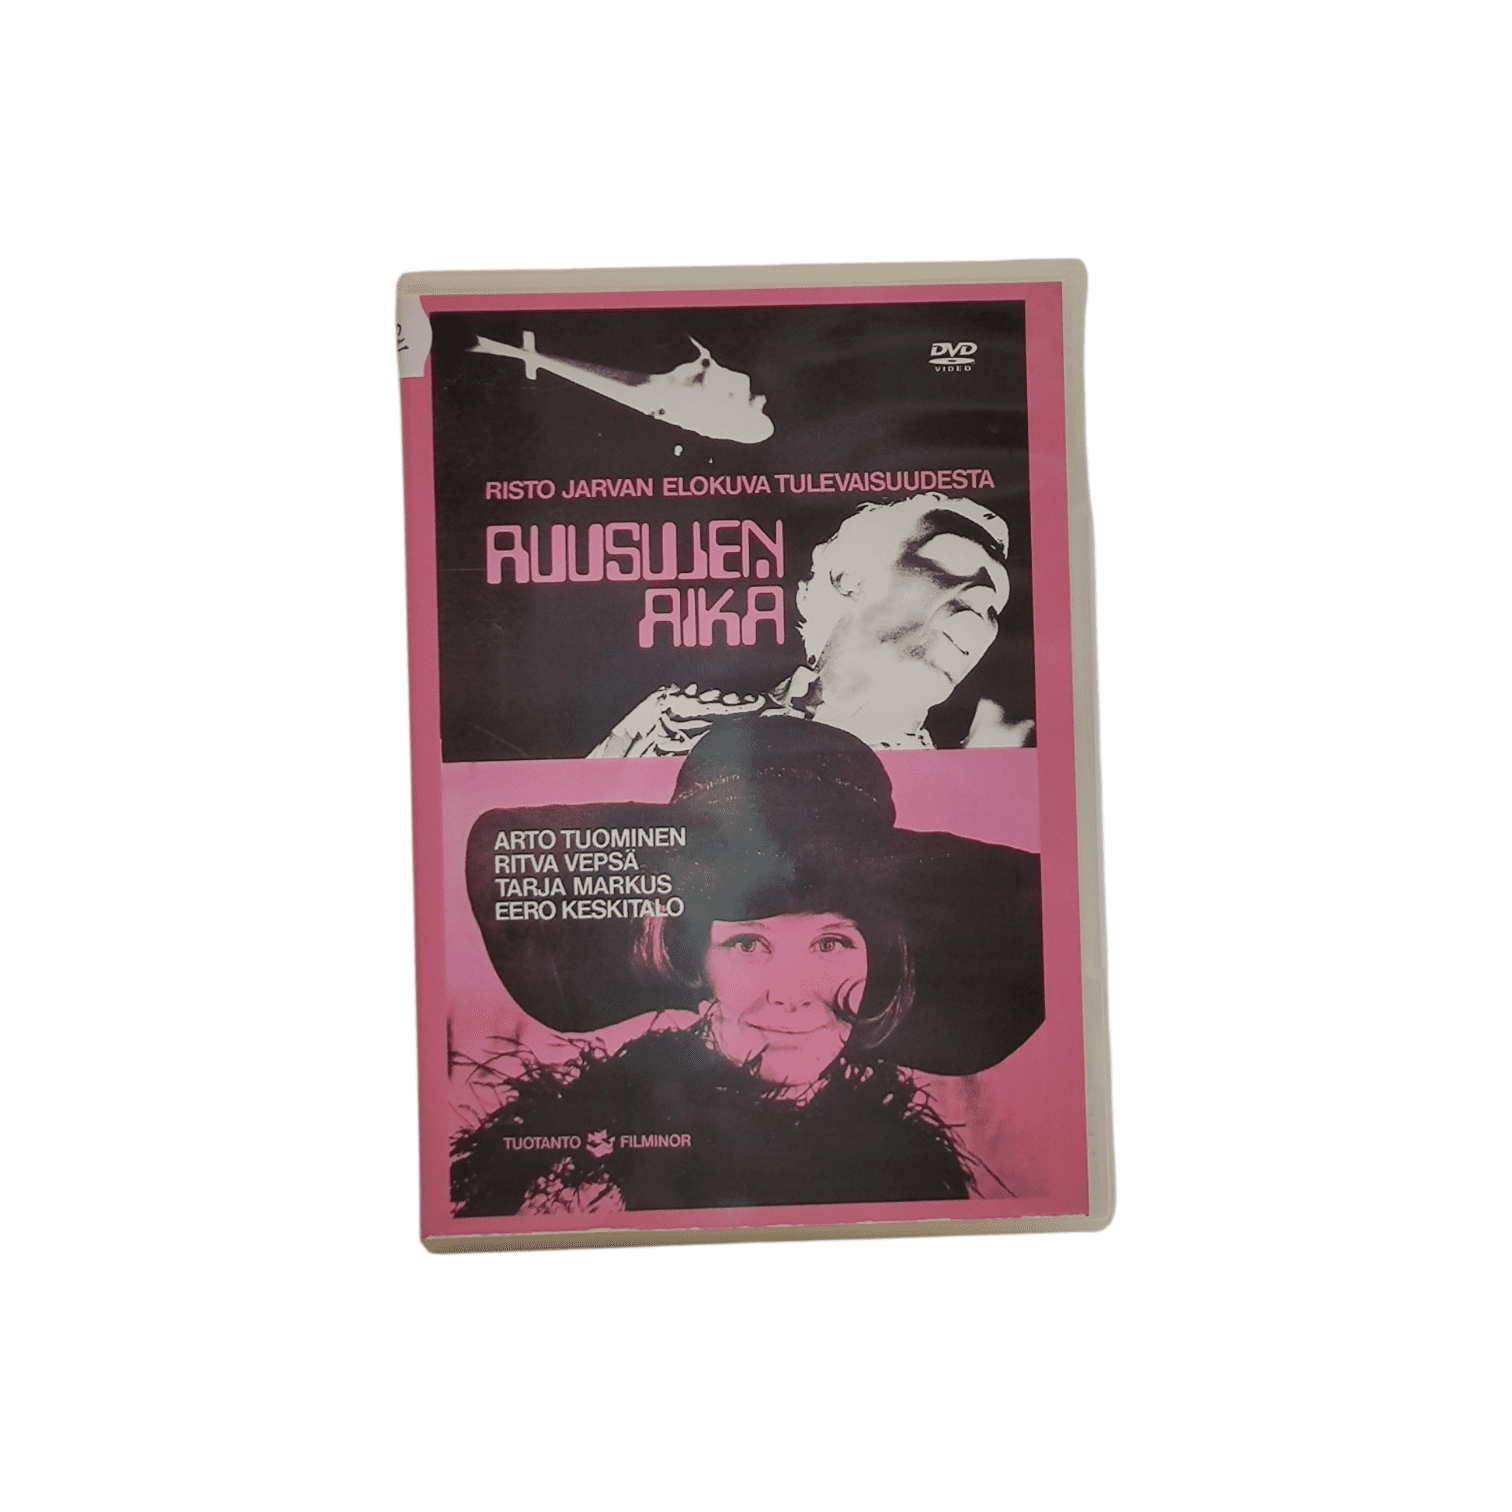 DVD
VIDEO
RISTO JARVAN ELOKUVA TULEVAISUUDESTA
RUUSUJEN
AIKA
ARTO TUOMINEN
RITVA VEPSÄ
TARJA MARKUS
EERO KESKITALO
TUOTANTO FILMINOR